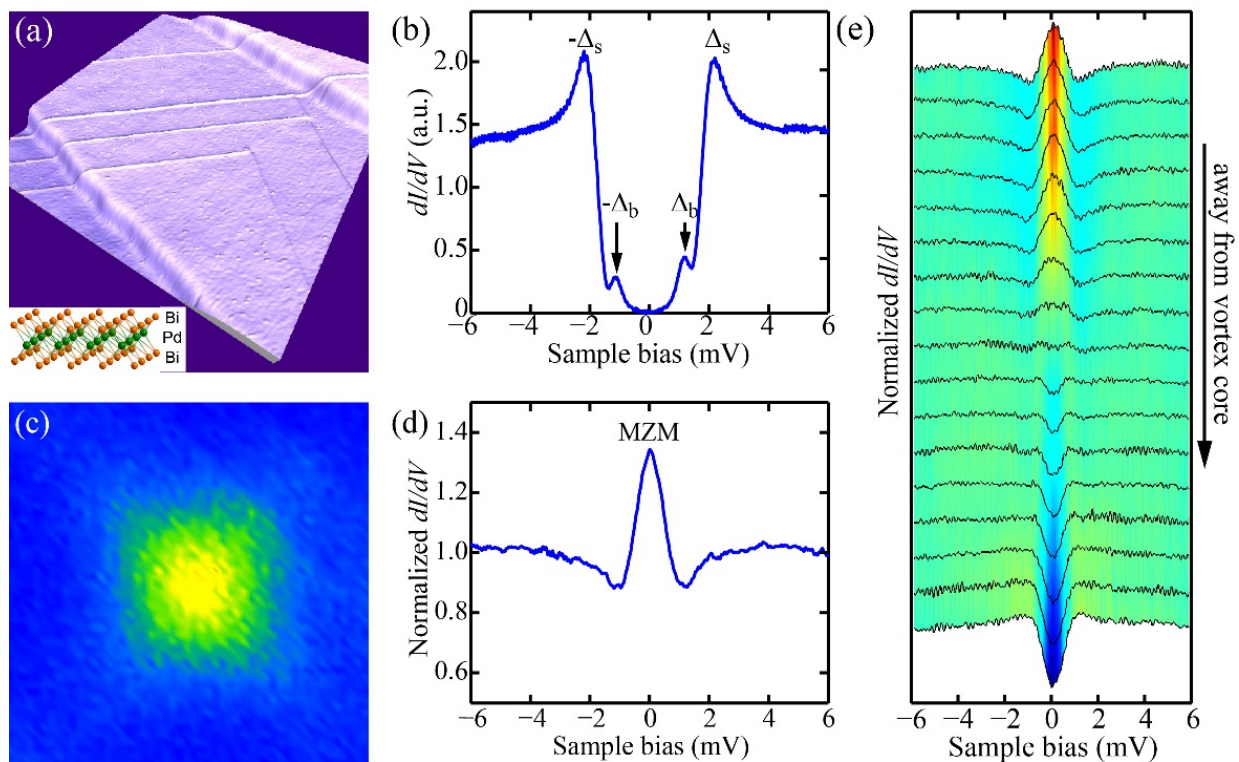 (a)
Bi
Pd
Bi
(b)
dI/dV (a.u.)
2.0
1.5
1.0
0.5
0
-Δs
Δs
-Δb
Δb
−6 −4 −2 0 2 4 6
Sample bias (mV)
(c)
(d)
Normalized dI/dV
1.4
1.2
1.0
0.8
0.6
MZM
−6 −4 −2 0 2 4 6
Sample bias (mV)
(e)
Normalized dI/dV
away from vortex core
−6 −4 −2 0 2 4 6
Sample bias (mV)